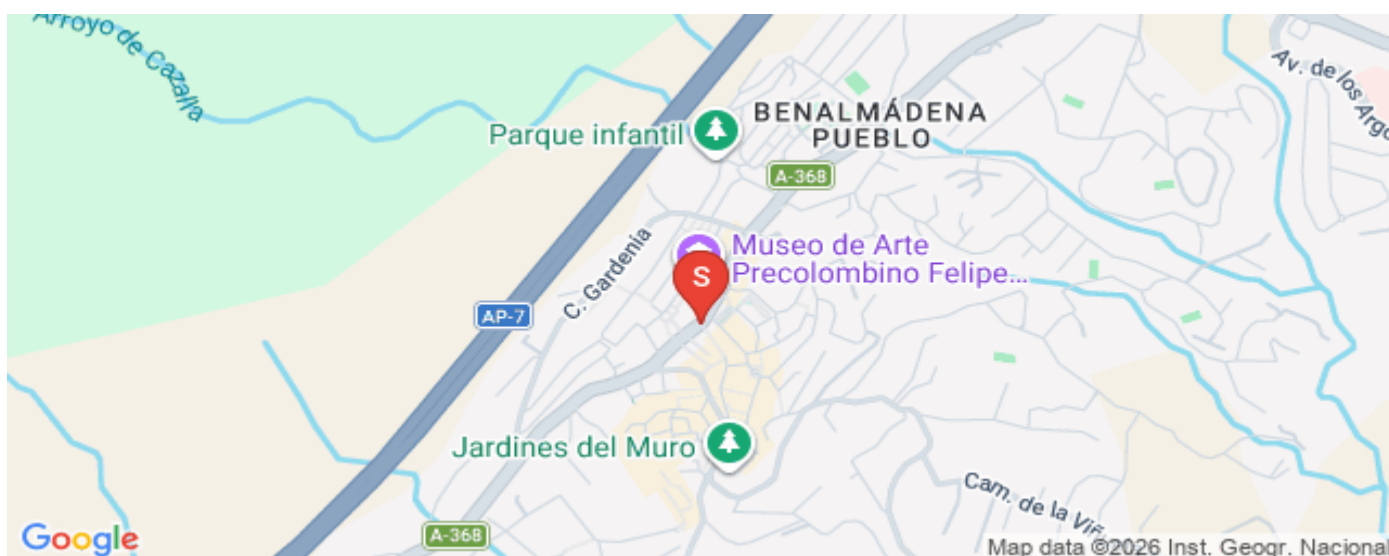 Arroyo de Cazalla
BENALMÁDENA
PUEBLO
Av. de los Argo
Parque infantil
A-368
Museo de Arte
Precolombino Felipe...
C. Gardenia
S
AP-7
Jardines del Muro
Cam. de la Viñ
A-368
Google
Map data ©2026 Inst. Geogr. Nacional